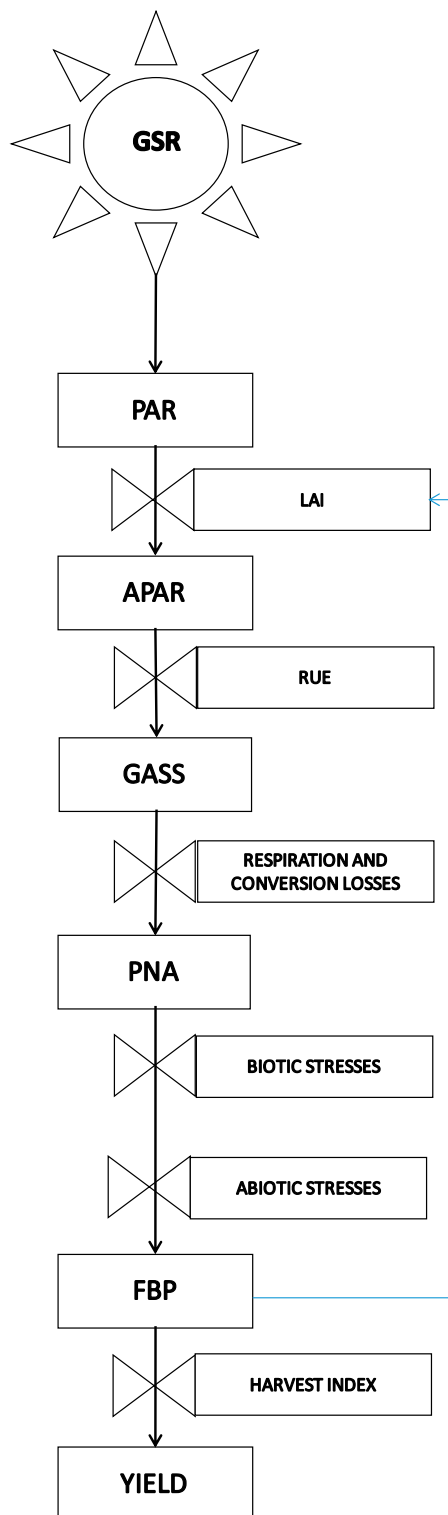 GSR
PAR
LAI
APAR
RUE
GASS
RESPIRATION AND
CONVERSION LOSSES
PNA
BIOTIC STRESSES
ABIOTIC STRESSES
FBP
HARVEST INDEX
YIELD